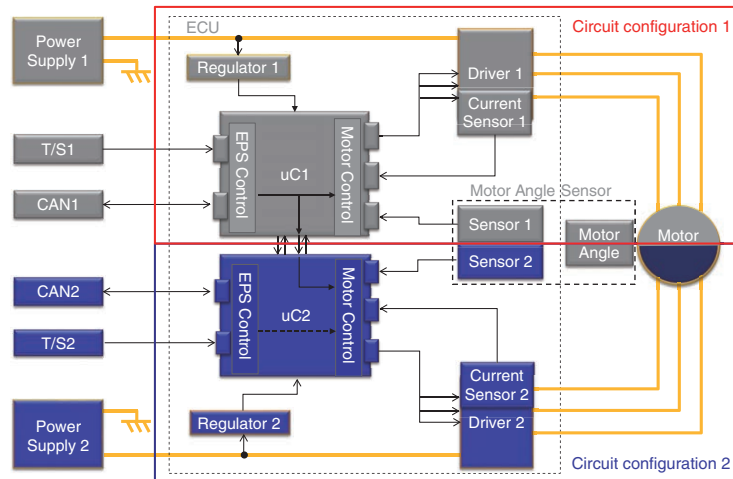 Circuit configuration 1
ECU
Power
Supply 1
Regulator 1
Driver 1
Current
Sensor 1
T/S1
EPS Control
uC1
Motor Control
CAN1
Motor Angle Sensor
Sensor 1
Motor
Angle
Motor
Sensor 2
CAN2
EPS Control
uC2
Motor Control
T/S2
Current
Sensor 2
Driver 2
Power
Supply 2
Regulator 2
Circuit configuration 2